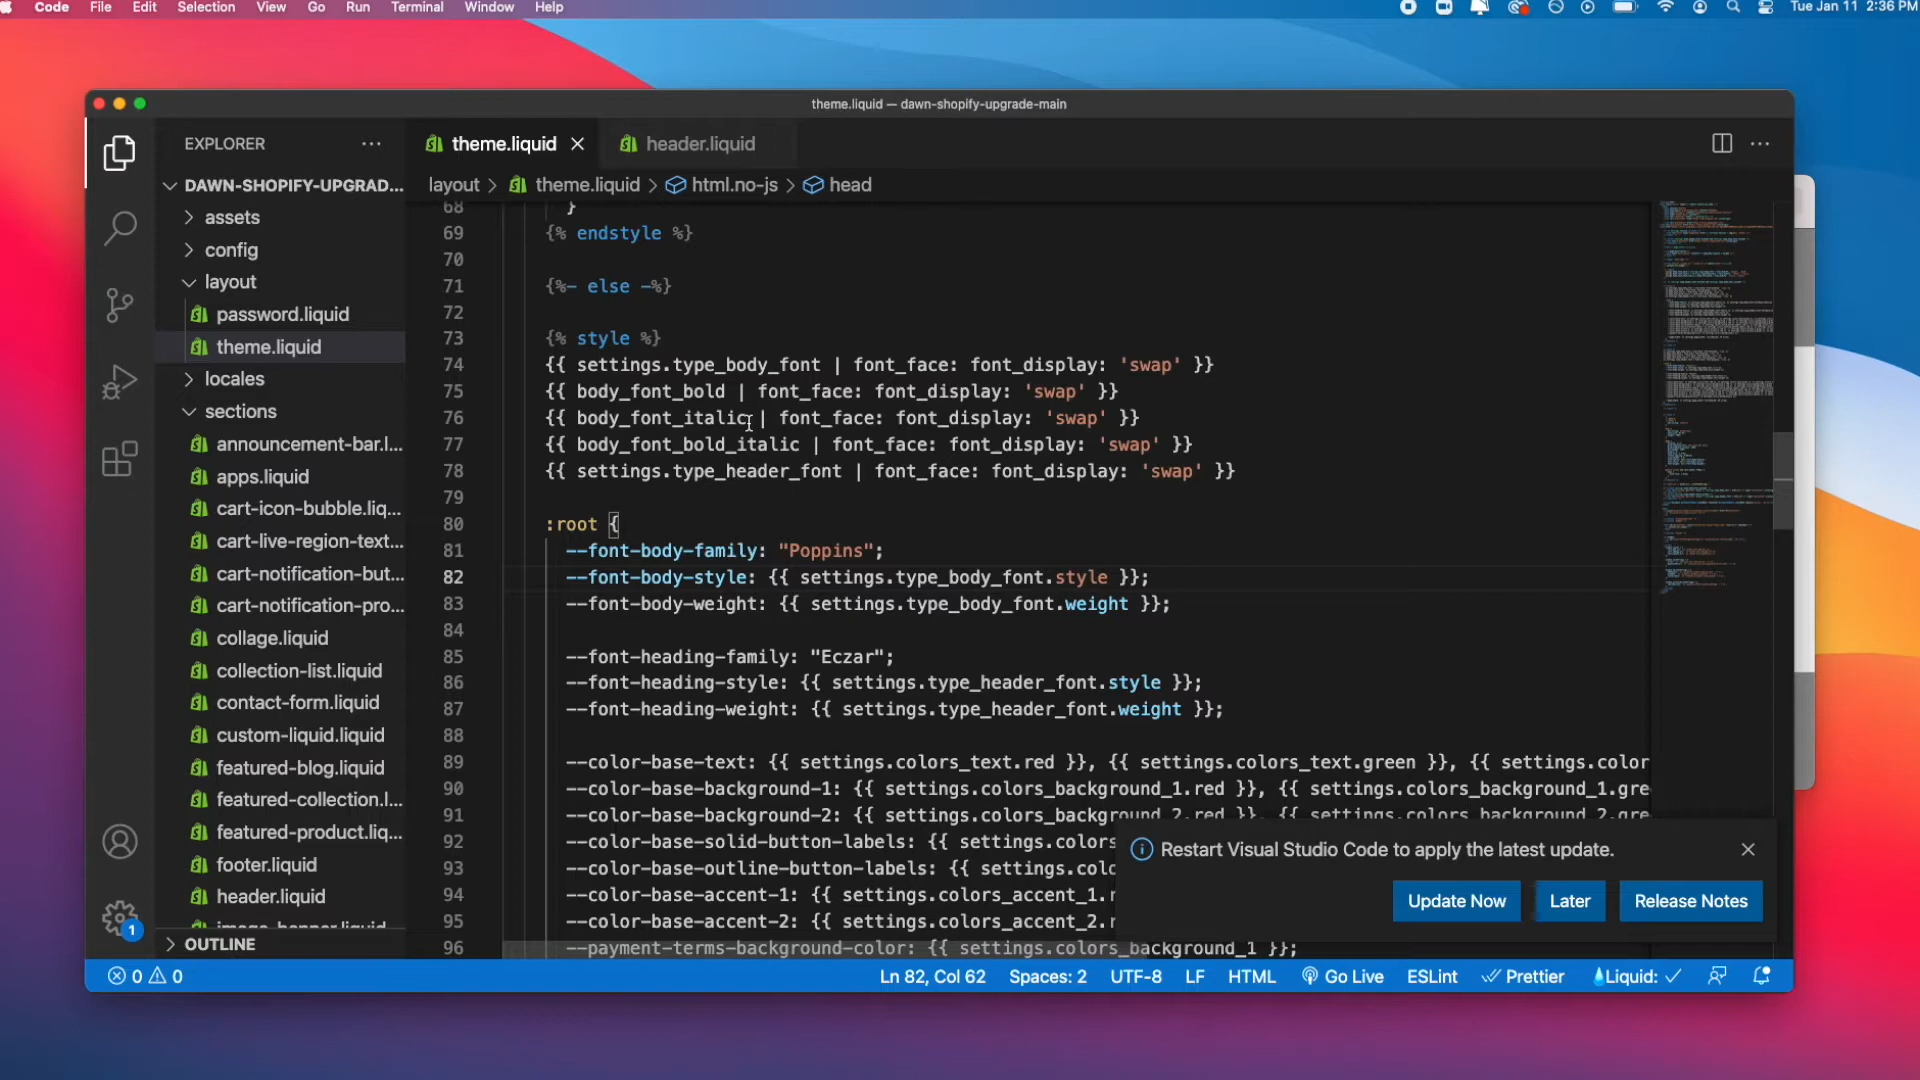 Code File Edit Selection View Go Run Terminal Window Help Tue Jan 11 2:36 PM
theme.liquid — dawn-shopify-upgrade-main
EXPLORER
theme.liquid
header.liquid
DAWN-SHOPIFY-UPGRAD...
layout > theme.liquid > html.no-js > head
assets
config
layout
password.liquid
theme.liquid
locales
sections
announcement-bar.l...
apps.liquid
cart-icon-bubble.liq...
cart-live-region-text...
cart-notification-but...
cart-notification-pro...
collage.liquid
collection-list.liquid
contact-form.liquid
custom-liquid.liquid
featured-blog.liquid
featured-collection.l...
featured-product.liq...
footer.liquid
header.liquid
image-banner.liquid
OUTLINE
68 }
69 {% endstyle %}
70
71 {%- else -%}
72
73 {% style %}
74 {{ settings.type_body_font | font_face: font_display: 'swap' }}
75 {{ body_font_bold | font_face: font_display: 'swap' }}
76 {{ body_font_italic | font_face: font_display: 'swap' }}
77 {{ body_font_bold_italic | font_face: font_display: 'swap' }}
78 {{ settings.type_header_font | font_face: font_display: 'swap' }}
79
80 :root {
81 --font-body-family: "Poppins";
82 --font-body-style: {{ settings.type_body_font.style }};
83 --font-body-weight: {{ settings.type_body_font.weight }};
84
85 --font-heading-family: "Eczar";
86 --font-heading-style: {{ settings.type_header_font.style }};
87 --font-heading-weight: {{ settings.type_header_font.weight }};
88
89 --color-base-text: {{ settings.colors_text.red }}, {{ settings.colors_text.green }}, {{ settings.color
90 --color-base-background-1: {{ settings.colors_background_1.red }}, {{ settings.colors_background_1.gre
91 --color-base-background-2: {{ settings.colors_background_2.red }}, {{ settings.colors_background_2.gre
92 --color-base-solid-button-labels: {{ settings.colors
93 --color-base-outline-button-labels: {{ settings.colo
94 --color-base-accent-1: {{ settings.colors_accent_1.r
95 --color-base-accent-2: {{ settings.colors_accent_2.r
96 --payment-terms-background-color: {{ settings.colors_background_1 }};
Restart Visual Studio Code to apply the latest update.
Update Now Later Release Notes
1
0 0 Ln 82, Col 62 Spaces: 2 UTF-8 LF HTML Go Live ESLint Prettier Liquid: